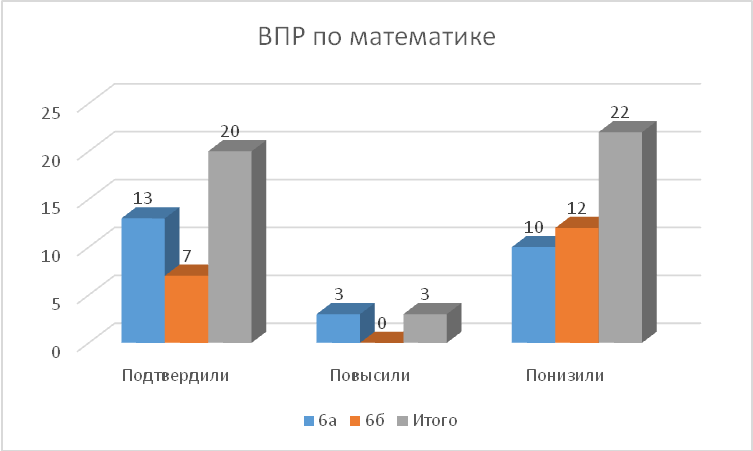 ВПР по математике
25
20
15
10
5
0
13
7
20
3
0
3
10
12
22
Подтвердили
Повысили
Понизили
6а
6б
Итого